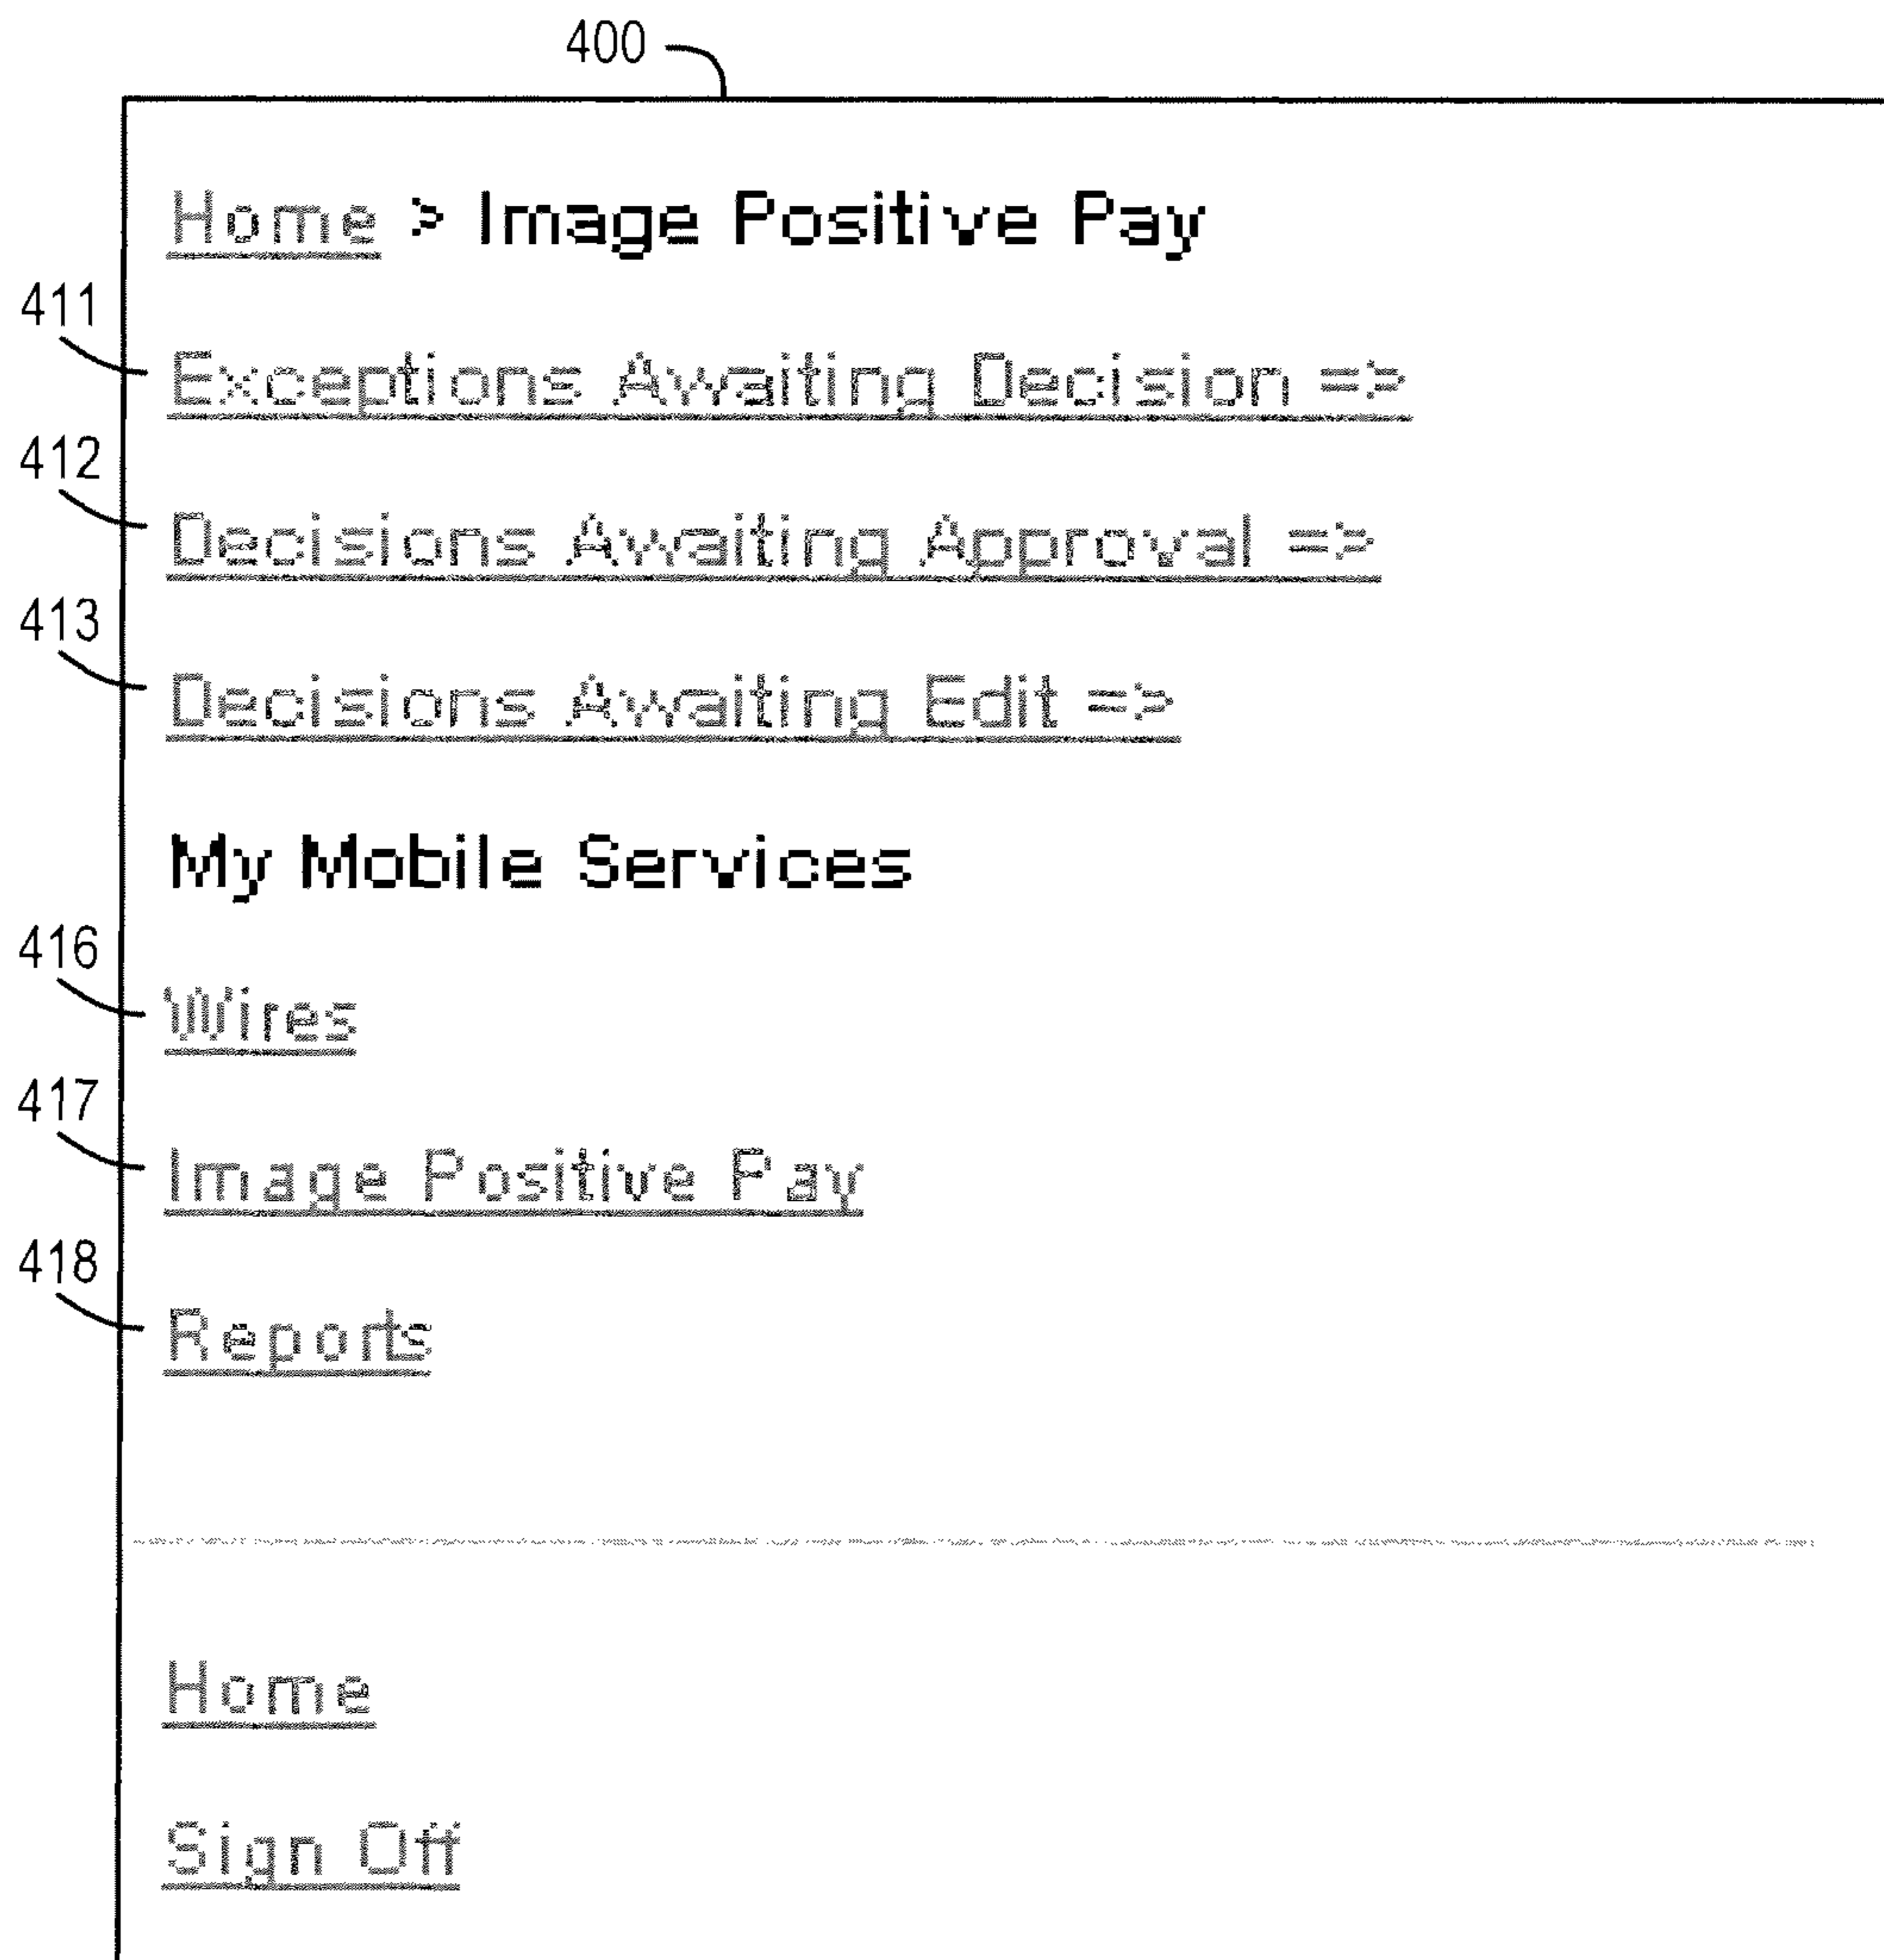 400
Home > Image Positive Pay
411
Exceptions Awaiting Decision =>
412
Decisions Awaiting Approval =>
413
Decisions Awaiting Edit =>
My Mobile Services
416
Wires
417
Image Positive Pay
418
Reports
Home
Sign Off